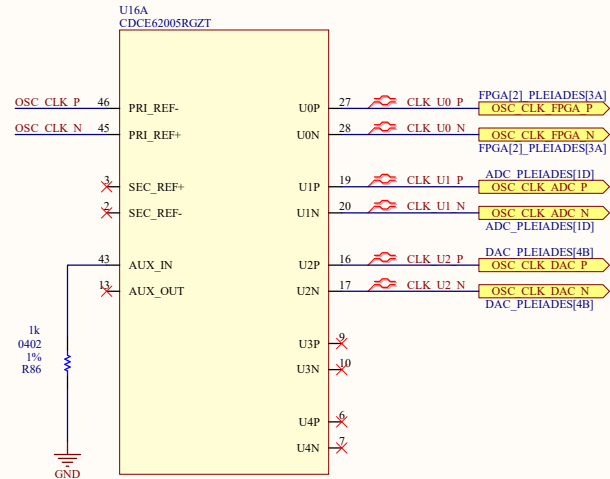 U16A
CDCE62005RGZT
OSC_CLK_P 46 PRI_REF- U0P 27 CLK_U0_P FPGA[2]_PLEIADES[3A] OSC_CLK_FPGA_P
OSC_CLK_N 45 PRI_REF+ U0N 28 CLK_U0_N OSC_CLK_FPGA_N FPGA[2]_PLEIADES[3A]
3 SEC_REF+ U1P 19 CLK_U1_P ADC_PLEIADES[1D] OSC_CLK_ADC_P
2 SEC_REF- U1N 20 CLK_U1_N OSC_CLK_ADC_N ADC_PLEIADES[1D]
43 AUX_IN U2P 16 CLK_U2_P DAC_PLEIADES[4B] OSC_CLK_DAC_P
13 AUX_OUT U2N 17 CLK_U2_N OSC_CLK_DAC_N DAC_PLEIADES[4B]
1k
0402
1%
R86
U3P 9
U3N 10
U4P 6
U4N 7
GND